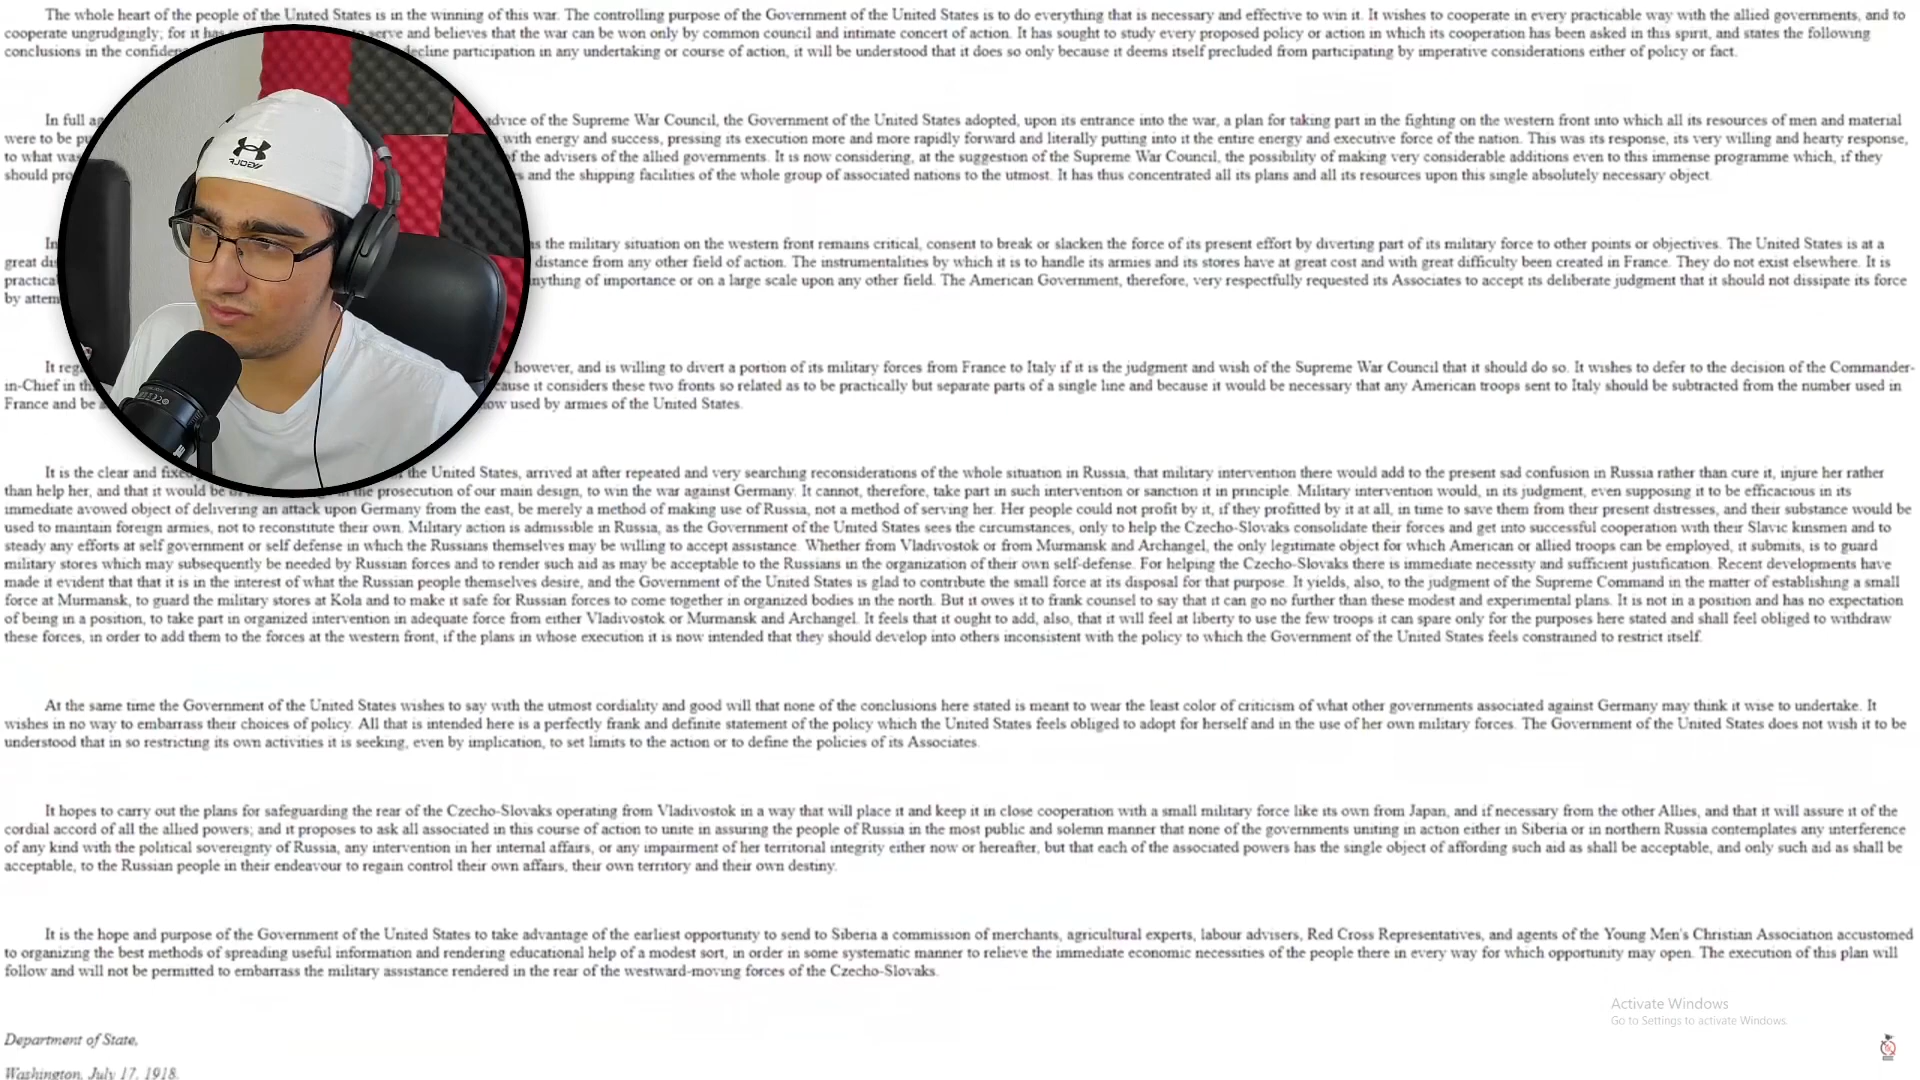 The whole heart of the people of the United States is in the winning of this war. The controlling purpose of the Government of the United States is to do everything that is necessary and effective to win it. It wishes to cooperate in every practicable way with the allied governments, and to
cooperate ungrudgingly; for it has serve and believes that the war can be won only by common council and intimate concert of action. It has sought to study every proposed policy or action in which its cooperation has been asked in this spirit, and states the following
conclusions in the decline participation in any undertaking or course of action, it will be understood that it does so only because it deems itself precluded from participating by imperative considerations either of policy or fact.
In full advice of the Supreme War Council, the Government of the United States adopted, upon its entrance into the war, a plan for taking part in the fighting on the western front into which all its resources of men and material
were to be with energy and success, pressing its execution more and more rapidly forward and literally putting into it the entire energy and executive force of the nation. This was its response, its very willing and hearty response,
to what was of the advisers of the allied governments. It is now considering, at the suggestion of the Supreme War Council, the possibility of making very considerable additions even to this immense programme which, if they
should and the shipping facilities of the whole group of associated nations to the utmost. It has thus concentrated all its plans and all its resources upon this single absolutely necessary object.
In as the military situation on the western front remains critical, consent to break or slacken the force of its present effort by diverting part of its military force to other points or objectives. The United States is at a
great distance from any other field of action. The instrumentalities by which it is to handle its armies and its stores have at great cost and with great difficulty been created in France. They do not exist elsewhere. It is
anything of importance or on a large scale upon any other field. The American Government, therefore, very respectfully requested its Associates to accept its deliberate judgment that it should not dissipate its force
by
It however, and is willing to divert a portion of its military forces from France to Italy if it is the judgment and wish of the Supreme War Council that it should do so. It wishes to defer to the decision of the Commander-
in-Chief in because it considers these two fronts so related as to be practically but separate parts of a single line and because it would be necessary that any American troops sent to Italy should be subtracted from the number used in
France and be now used by armies of the United States.
It is the clear and fixed the United States, arrived at after repeated and very searching reconsiderations of the whole situation in Russia, that military intervention there would add to the present sad confusion in Russia rather than cure it, injure her rather
than help her, and that it would be the prosecution of our main design, to win the war against Germany. It cannot, therefore, take part in such intervention or sanction it in principle. Military intervention would, in its judgment, even supposing it to be efficacious in its
immediate avowed object of delivering an attack upon Germany from the east, be merely a method of making use of Russia, not a method of serving her. Her people could not profit by it, if they profitted by it at all, in time to save them from their present distresses, and their substance would be
used to maintain foreign armies, not to reconstitute their own. Military action is admissible in Russia, as the Government of the United States sees the circumstances, only to help the Czecho-Slovaks consolidate their forces and get into successful cooperation with their Slavic kinsmen and to
steady any efforts at self government or self defense in which the Russians themselves may be willing to accept assistance. Whether from Vladivostok or from Murmansk and Archangel, the only legitimate object for which American or allied troops can be employed, it submits, is to guard
military stores which may subsequently be needed by Russian forces and to render such aid as may be acceptable to the Russians in the organization of their own self-defense. For helping the Czecho-Slovaks there is immediate necessity and sufficient justification. Recent developments have
made it evident that that it is in the interest of what the Russian people themselves desire, and the Government of the United States is glad to contribute the small force at its disposal for that purpose. It yields, also, to the judgment of the Supreme Command in the matter of establishing a small
force at Murmansk, to guard the military stores at Kola and to make it safe for Russian forces to come together in organized bodies in the north. But it owes it to frank counsel to say that it can go no further than these modest and experimental plans. It is not in a position and has no expectation
of being in a position, to take part in organized intervention in adequate force from either Vladivostok or Murmansk and Archangel. It feels that it ought to add, also, that it will feel at liberty to use the few troops it can spare only for the purposes here stated and shall feel obliged to withdraw
these forces, in order to add them to the forces at the western front, if the plans in whose execution it is now intended that they should develop into others inconsistent with the policy to which the Government of the United States feels constrained to restrict itself.
At the same time the Government of the United States wishes to say with the utmost cordiality and good will that none of the conclusions here stated is meant to wear the least color of criticism of what other governments associated against Germany may think it wise to undertake. It
wishes in no way to embarrass their choices of policy. All that is intended here is a perfectly frank and definite statement of the policy which the United States feels obliged to adopt for herself and in the use of her own military forces. The Government of the United States does not wish it to be
understood that in so restricting its own activities it is seeking, even by implication, to set limits to the action or to define the policies of its Associates.
It hopes to carry out the plans for safeguarding the rear of the Czecho-Slovaks operating from Vladivostok in a way that will place it and keep it in close cooperation with a small military force like its own from Japan, and if necessary from the other Allies, and that it will assure it of the
cordial accord of all the allied powers; and it proposes to ask all associated in this course of action to unite in assuring the people of Russia in the most public and solemn manner that none of the governments uniting in action either in Siberia or in northern Russia contemplates any interference
of any kind with the political sovereignty of Russia, any intervention in her internal affairs, or any impairment of her territorial integrity either now or hereafter, but that each of the associated powers has the single object of affording such aid as shall be acceptable, and only such aid as shall be
acceptable, to the Russian people in their endeavour to regain control their own affairs, their own territory and their own destiny.
It is the hope and purpose of the Government of the United States to take advantage of the earliest opportunity to send to Siberia a commission of merchants, agricultural experts, labour advisers, Red Cross Representatives, and agents of the Young Men's Christian Association accustomed
to organizing the best methods of spreading useful information and rendering educational help of a modest sort, in order in some systematic manner to relieve the immediate economic necessities of the people there in every way for which opportunity may open. The execution of this plan will
follow and will not be permitted to embarrass the military assistance rendered in the rear of the westward-moving forces of the Czecho-Slovaks.
Activate Windows
Go to Settings to activate Windows.
Department of State,
Washington, July 17, 1918.